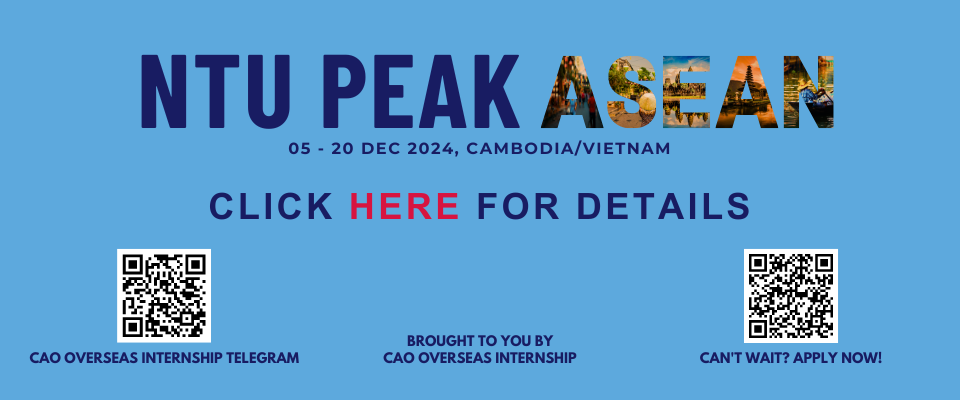 NTU PEAK ASEAN
05 - 20 DEC 2024, CAMBODIA/VIETNAM
CLICK HERE FOR DETAILS
CAO OVERSEAS INTERNSHIP TELEGRAM
BROUGHT TO YOU BY
CAO OVERSEAS INTERNSHIP
CAN'T WAIT? APPLY NOW!